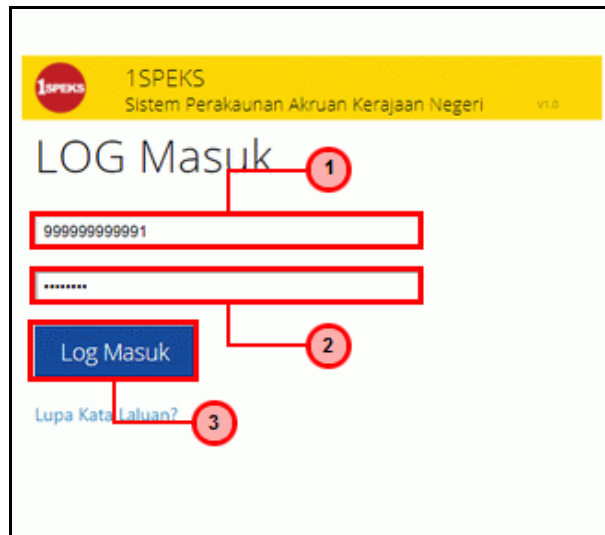 1SPEKS
1SPEKS
Sistem Perakaunan Akruan Kerajaan Negeri V1.0
LOG Masuk
1
999999999991
••••••••
2
Log Masuk
Lupa Kata Laluan?
3